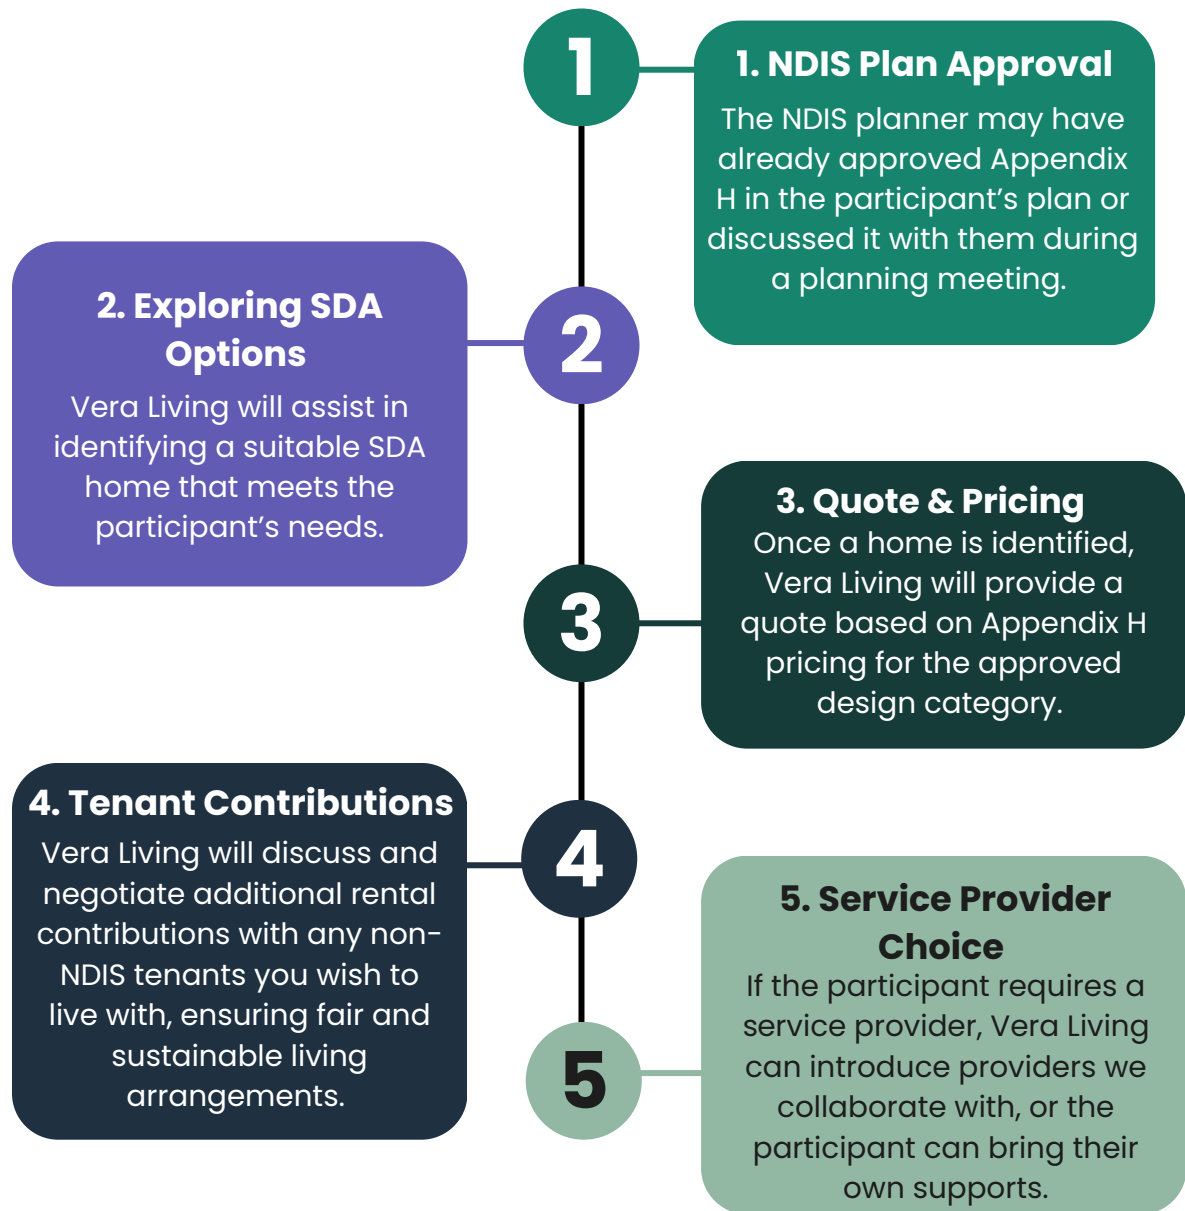 1
1. NDIS Plan Approval
The NDIS planner may have
already approved Appendix
H in the participant's plan or
discussed it with them during
a planning meeting.
2. Exploring SDA
Options
Vera Living will assist in
identifying a suitable SDA
home that meets the
participant's needs.
2
3
3. Quote & Pricing
Once a home is identified,
Vera Living will provide a
quote based on Appendix H
pricing for the approved
design category.
4. Tenant Contributions
Vera Living will discuss and
negotiate additional rental
contributions with any non-
NDIS tenants you wish to
live with, ensuring fair and
sustainable living
arrangements.
4
5
5. Service Provider
Choice
If the participant requires a
service provider, Vera Living
can introduce providers we
collaborate with, or the
participant can bring their
own supports.